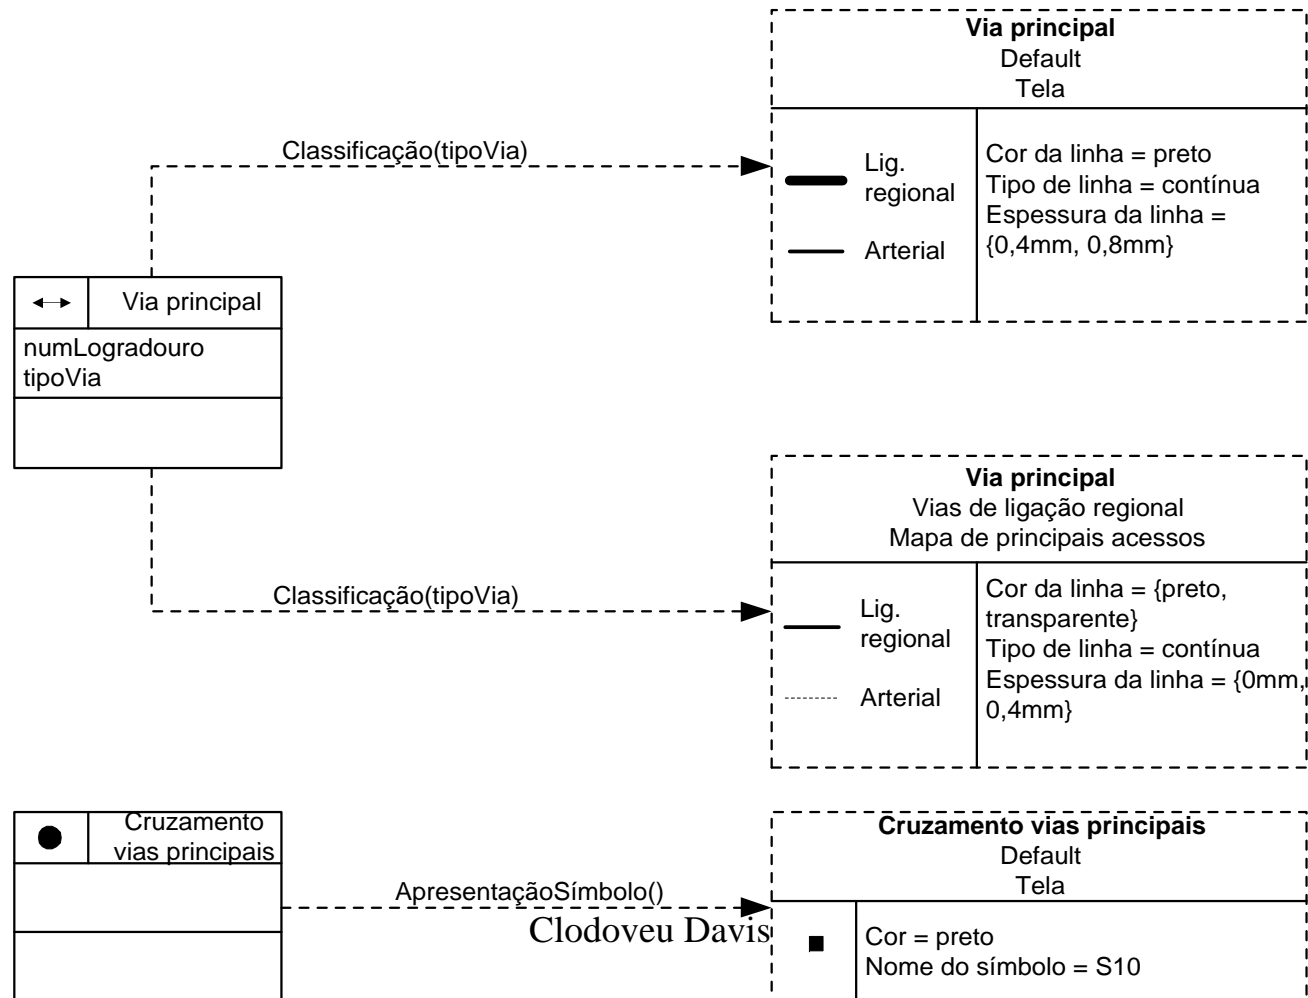 Via principal
Default
Tela
Classificação(tipoVia)
Lig.
regional
Arterial
Cor da linha = preto
Tipo de linha = contínua
Espessura da linha =
{0,4mm, 0,8mm}
Via principal
numLogradouro
tipoVia
Via principal
Vias de ligação regional
Mapa de principais acessos
Classificação(tipoVia)
Lig.
regional
Arterial
Cor da linha = {preto,
transparente}
Tipo de linha = contínua
Espessura da linha = {0mm,
0,4mm}
Cruzamento
vias principais
Cruzamento vias principais
Default
Tela
ApresentaçãoSímbolo()
Clodoveu Davis
Cor = preto
Nome do símbolo = S10